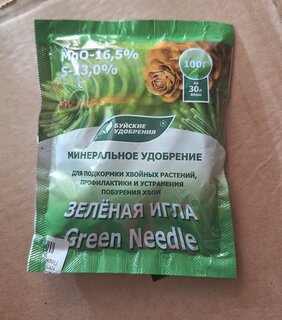 MgO-16,5%
S-13,0%
100г
на
30л
воды
БУЙСКИЕ
УДОБРЕНИЯ
МИНЕРАЛЬНОЕ УДОБРЕНИЕ
ДЛЯ ПОДКОРМКИ ХВОЙНЫХ РАСТЕНИЙ,
ПРОФИЛАКТИКИ И УСТРАНЕНИЯ
ПОБУРЕНИЯ ХВОИ
ЗЕЛЁНАЯ ИГЛА®
Green Needle